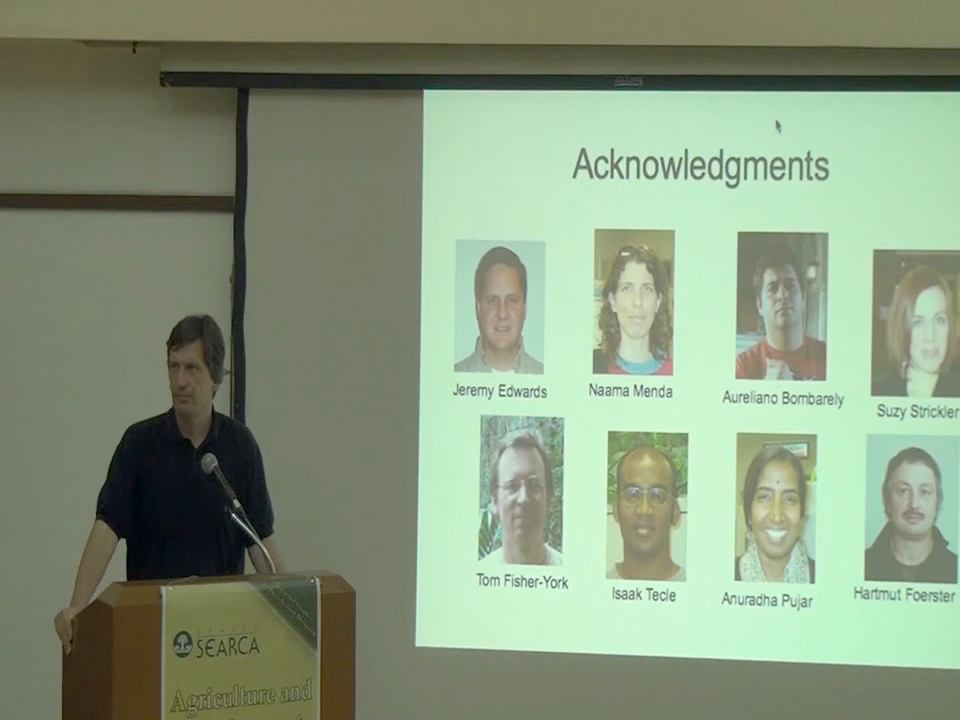 Acknowledgments
Jeremy Edwards
Naama Menda
Aureliano Bombarely
Suzy Strickler
Tom Fisher-York
Isaak Tecle
Anuradha Pujar
Hartmut Foerster
SEARCA
Agriculture and